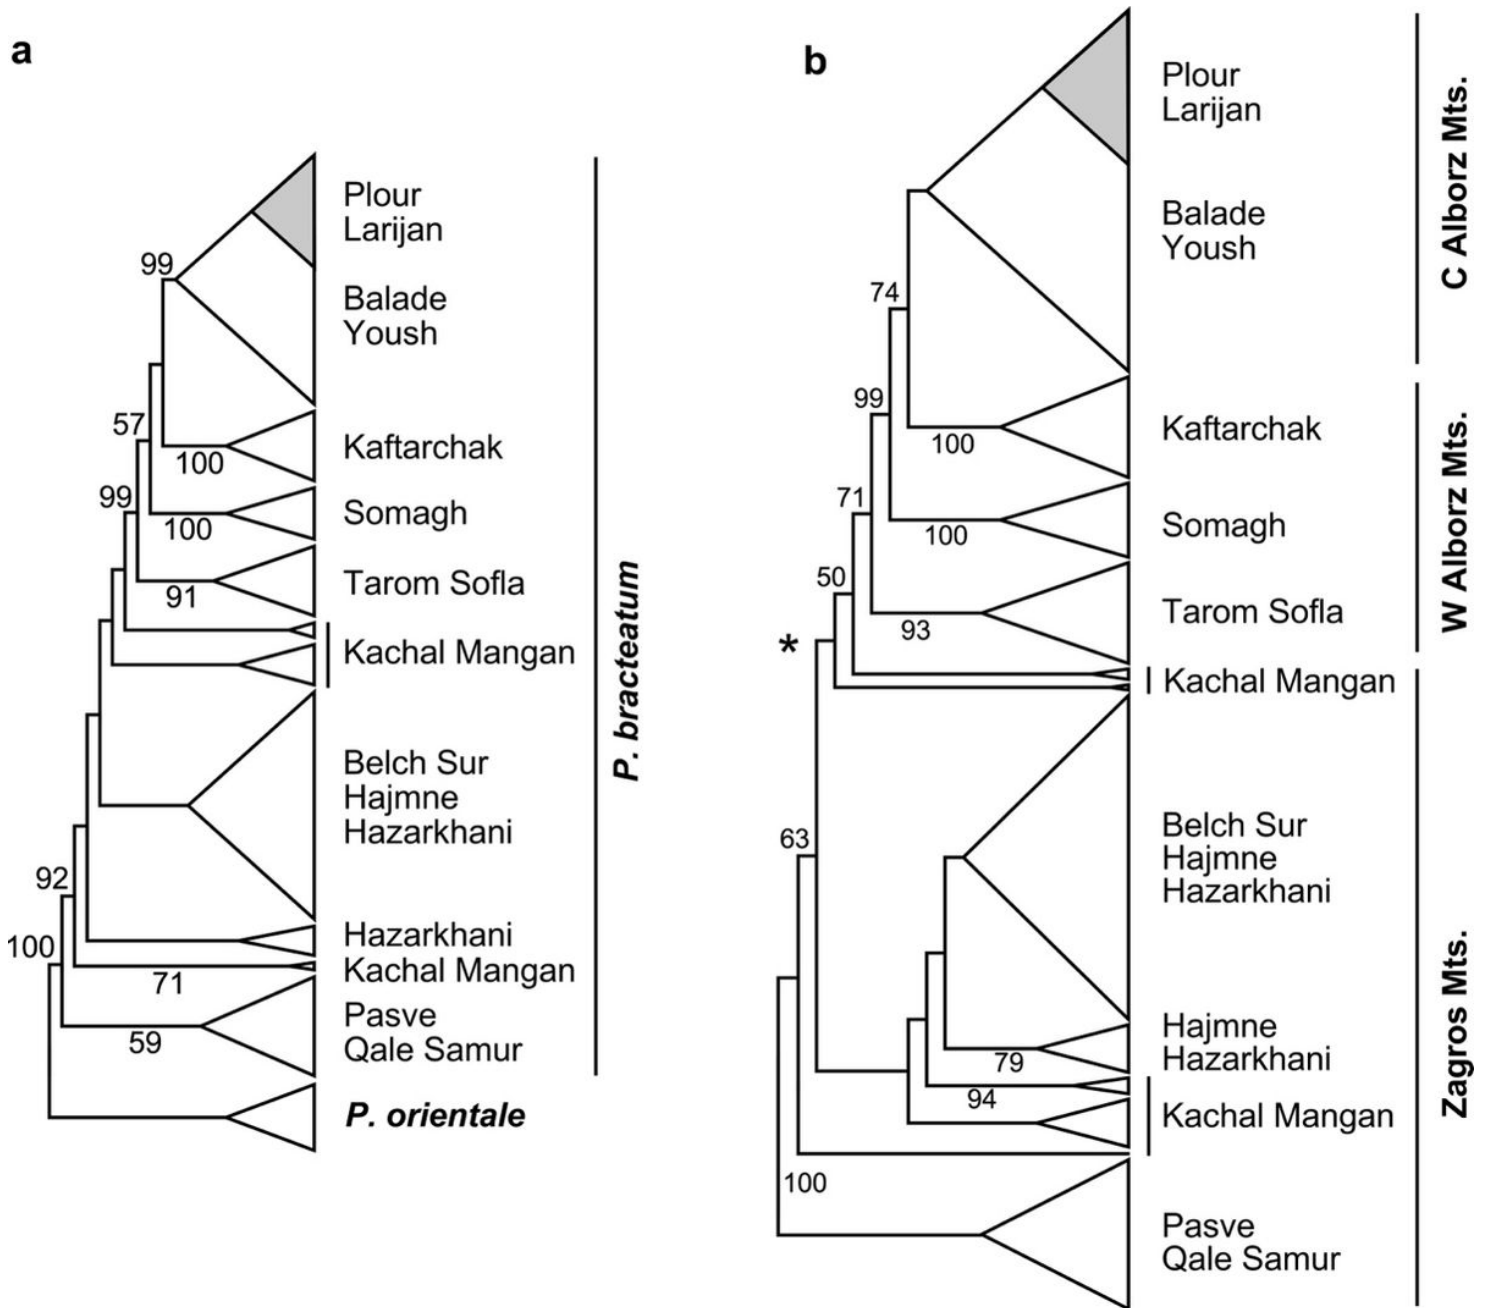 a
99
Plour
Larijan
Balade
Yoush
57
100
Kaftarchak
99
100
Somagh
91
Tarom Sofla
Kachal Mangan
Belch Sur
Hajmne
Hazarkhani
92
Hazarkhani
100
71
Kachal Mangan
59
Pasve
Qale Samur
P. orientale
P. bracteatum
b
Plour
Larijan
Balade
Yoush
74
99
100
Kaftarchak
71
100
Somagh
50
93
Tarom Sofla
*
Kachal Mangan
63
Belch Sur
Hajmne
Hazarkhani
79
Hajmne
Hazarkhani
94
Kachal Mangan
100
Pasve
Qale Samur
C Alborz Mts.
W Alborz Mts.
Zagros Mts.